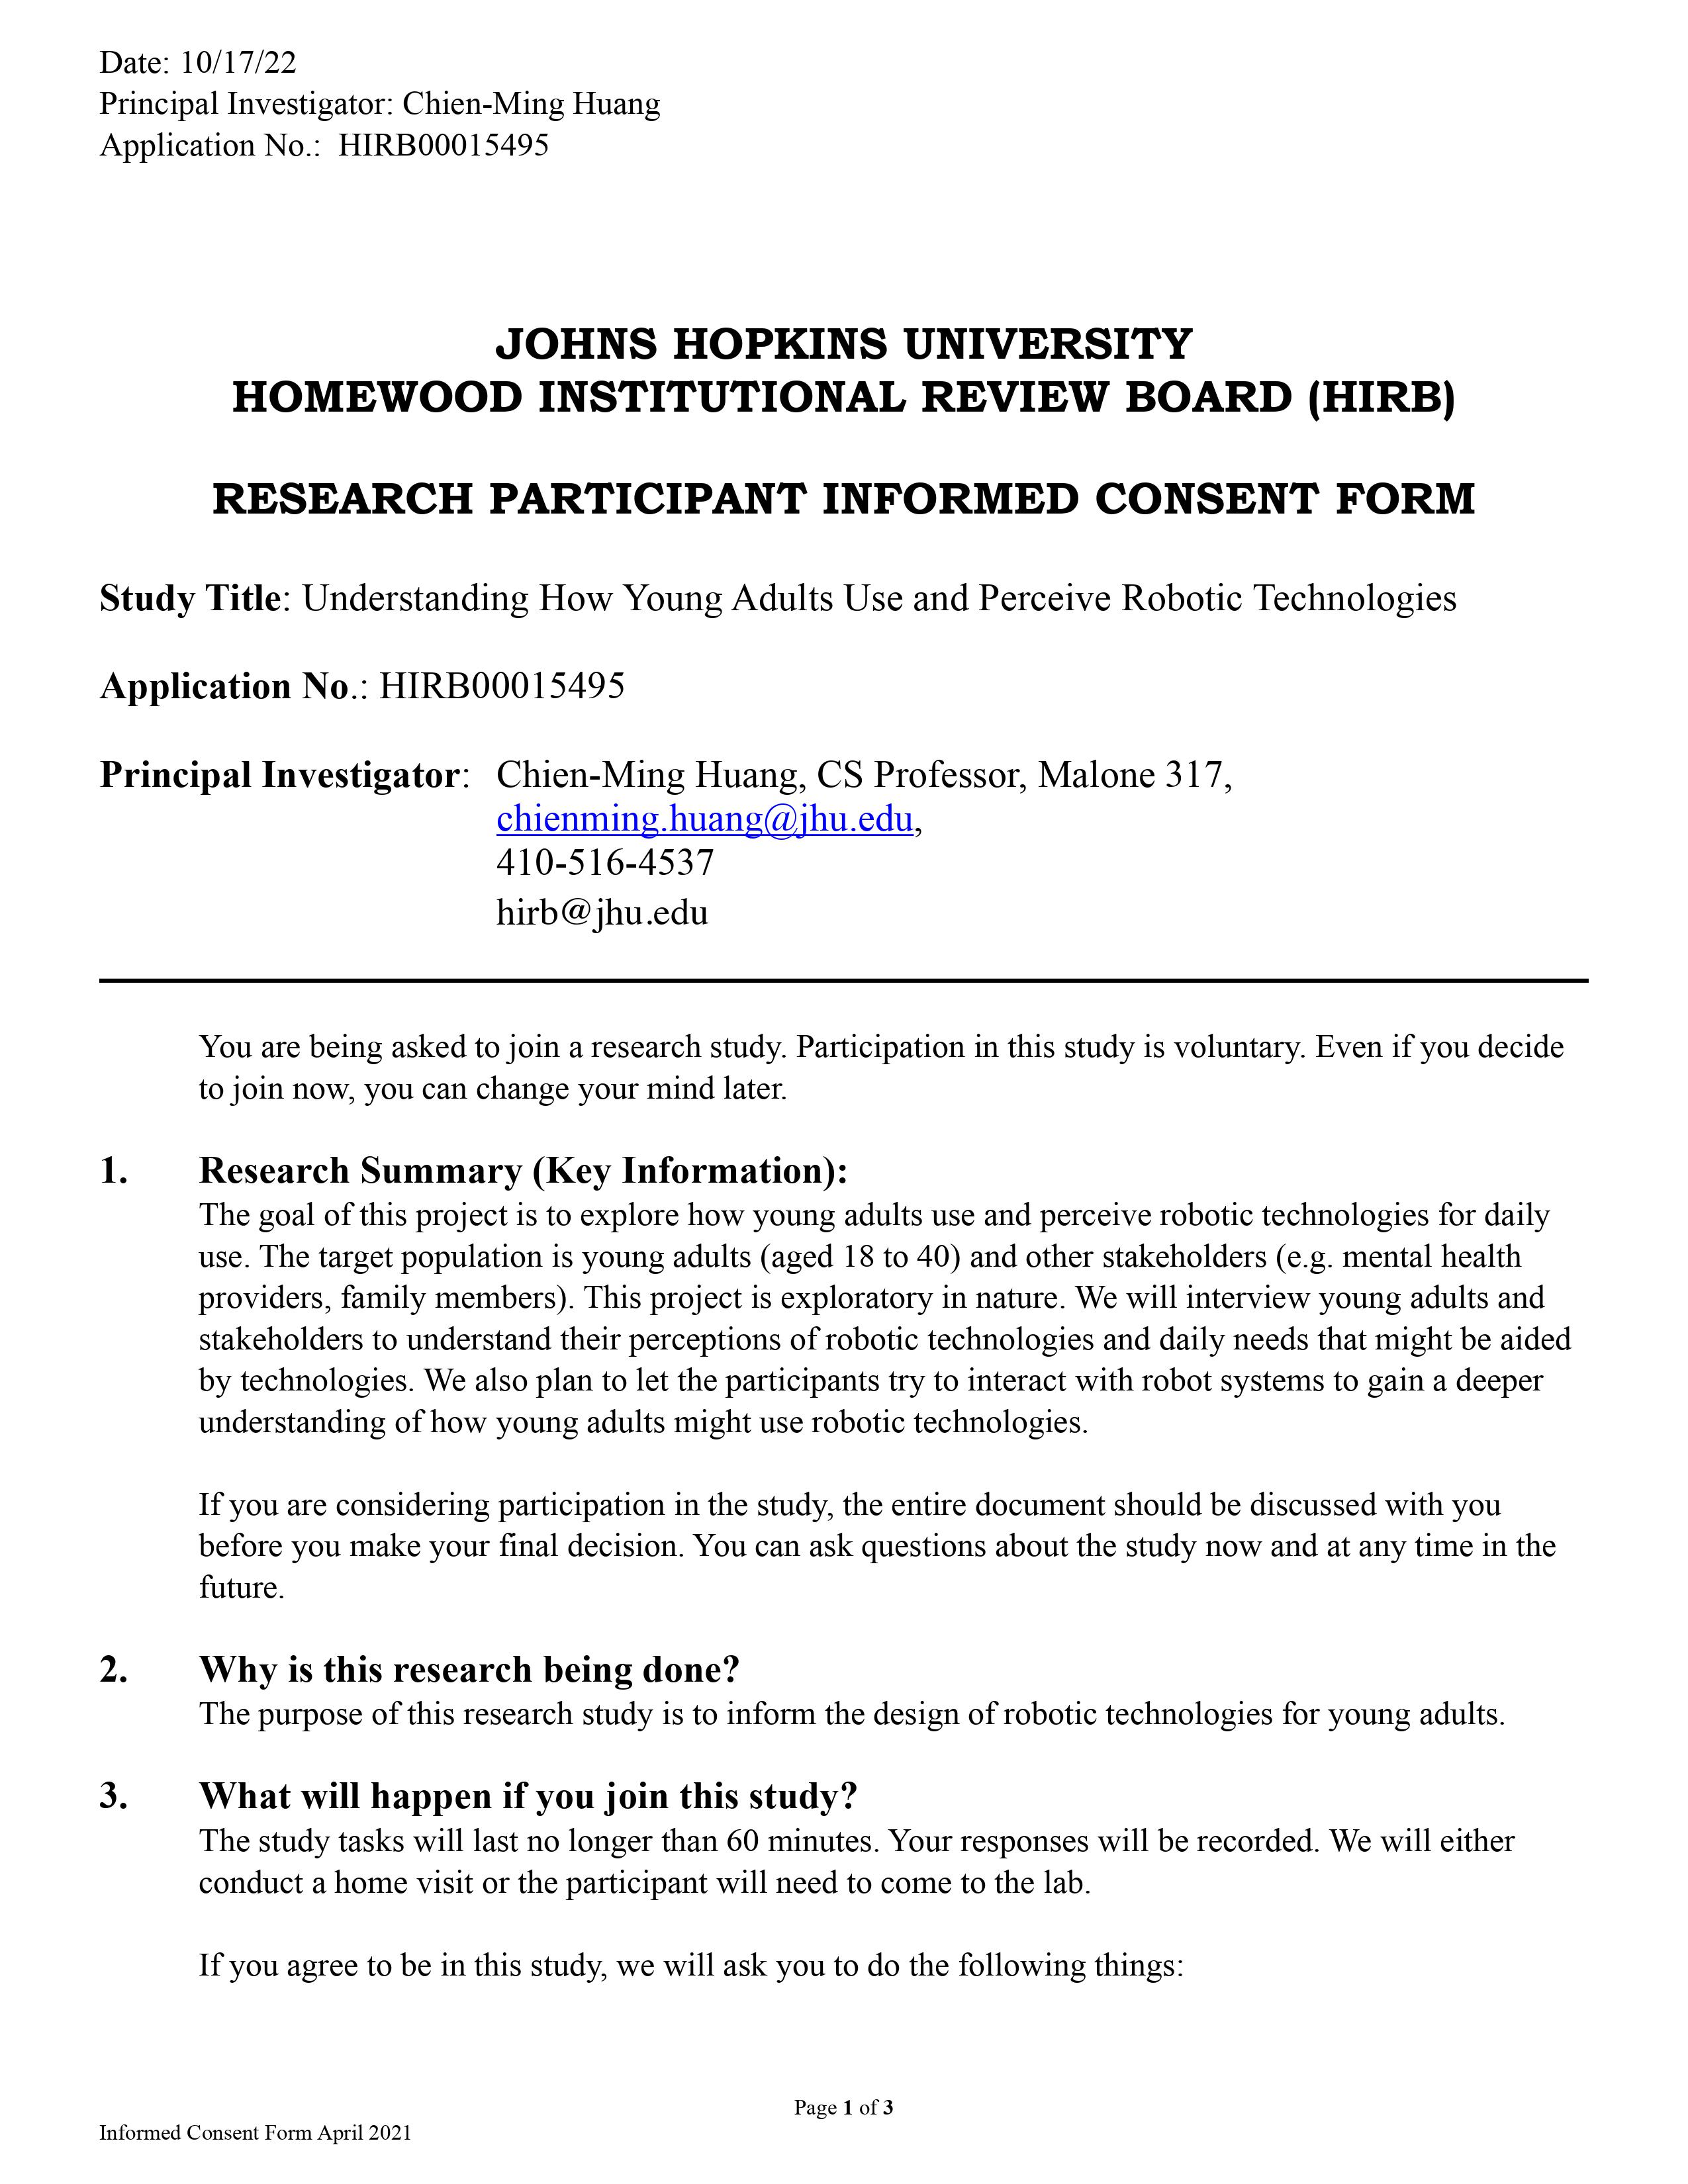 Date: 10/17/22
Principal Investigator: Chien-Ming Huang
Application No.: HIRB00015495
JOHNS HOPKINS UNIVERSITY
HOMEWOOD INSTITUTIONAL REVIEW BOARD (HIRB)
RESEARCH PARTICIPANT INFORMED CONSENT FORM
Study Title: Understanding How Young Adults Use and Perceive Robotic Technologies
Application No.: HIRB00015495
Principal Investigator: Chien-Ming Huang, CS Professor, Malone 317,
chienming.huang@jhu.edu,
410-516-4537
hirb@jhu.edu
You are being asked to join a research study. Participation in this study is voluntary. Even if you decide
to join now, you can change your mind later.
1. Research Summary (Key Information):
The goal of this project is to explore how young adults use and perceive robotic technologies for daily
use. The target population is young adults (aged 18 to 40) and other stakeholders (e.g. mental health
providers, family members). This project is exploratory in nature. We will interview young adults and
stakeholders to understand their perceptions of robotic technologies and daily needs that might be aided
by technologies. We also plan to let the participants try to interact with robot systems to gain a deeper
understanding of how young adults might use robotic technologies.
If you are considering participation in the study, the entire document should be discussed with you
before you make your final decision. You can ask questions about the study now and at any time in the
future.
2. Why is this research being done?
The purpose of this research study is to inform the design of robotic technologies for young adults.
3. What will happen if you join this study?
The study tasks will last no longer than 60 minutes. Your responses will be recorded. We will either
conduct a home visit or the participant will need to come to the lab.
If you agree to be in this study, we will ask you to do the following things:
Page 1 of 3
Informed Consent Form April 2021